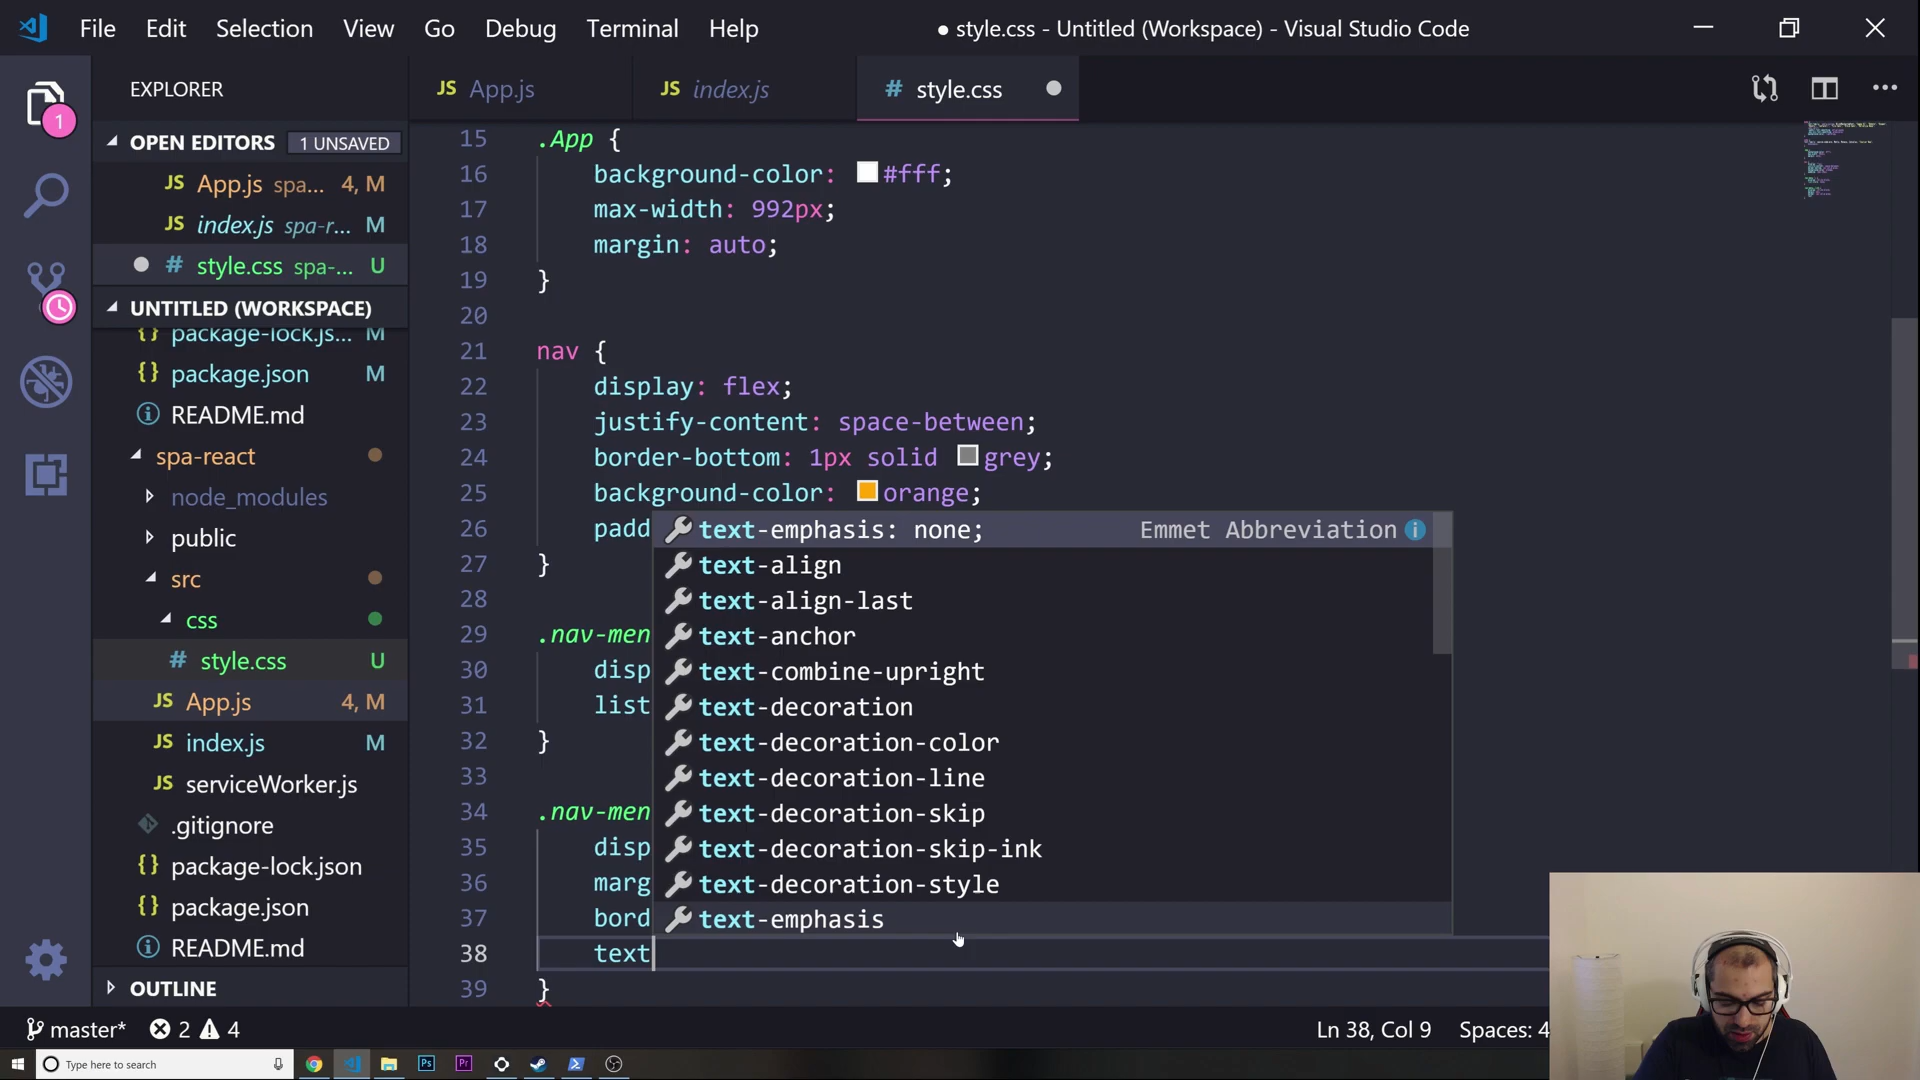 File Edit Selection View Go Debug Terminal Help
● style.css - Untitled (Workspace) - Visual Studio Code
EXPLORER
OPEN EDITORS 1 UNSAVED
JS App.js spa... 4, M
JS index.js spa-r... M
# style.css spa-... U
UNTITLED (WORKSPACE)
{} package-lock.js... M
{} package.json M
README.md
spa-react
node_modules
public
src
css
# style.css U
JS App.js 4, M
JS index.js M
JS serviceWorker.js
.gitignore
{} package-lock.json
{} package.json
README.md
OUTLINE
1
JS App.js
JS index.js
# style.css
15 .App {
16 background-color: #fff;
17 max-width: 992px;
18 margin: auto;
19 }
20
21 nav {
22 display: flex;
23 justify-content: space-between;
24 border-bottom: 1px solid grey;
25 background-color: orange;
26 padd
27 }
28
29 .nav-men
30 disp
31 list
32 }
33
34 .nav-men
35 disp
36 marg
37 bord
38 text
39 }
text-emphasis: none; Emmet Abbreviation
text-align
text-align-last
text-anchor
text-combine-upright
text-decoration
text-decoration-color
text-decoration-line
text-decoration-skip
text-decoration-skip-ink
text-decoration-style
text-emphasis
master* 2 4
Ln 38, Col 9 Spaces: 4
Type here to search
Ps
Pr